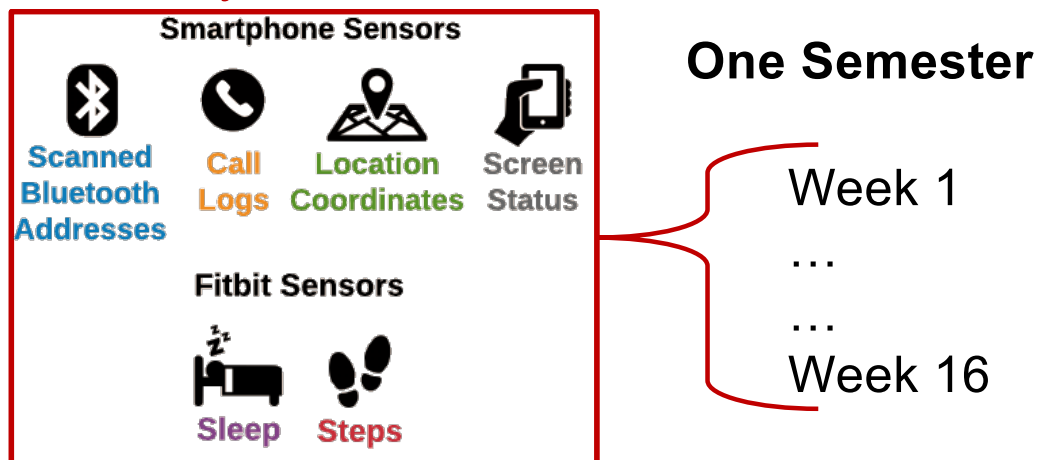 Smartphone Sensors
One Semester
Scanned
Bluetooth
Addresses
Call
Logs
Location
Coordinates
Screen
Status
Week 1
...
...
Week 16
Fitbit Sensors
z z z
Sleep
Steps